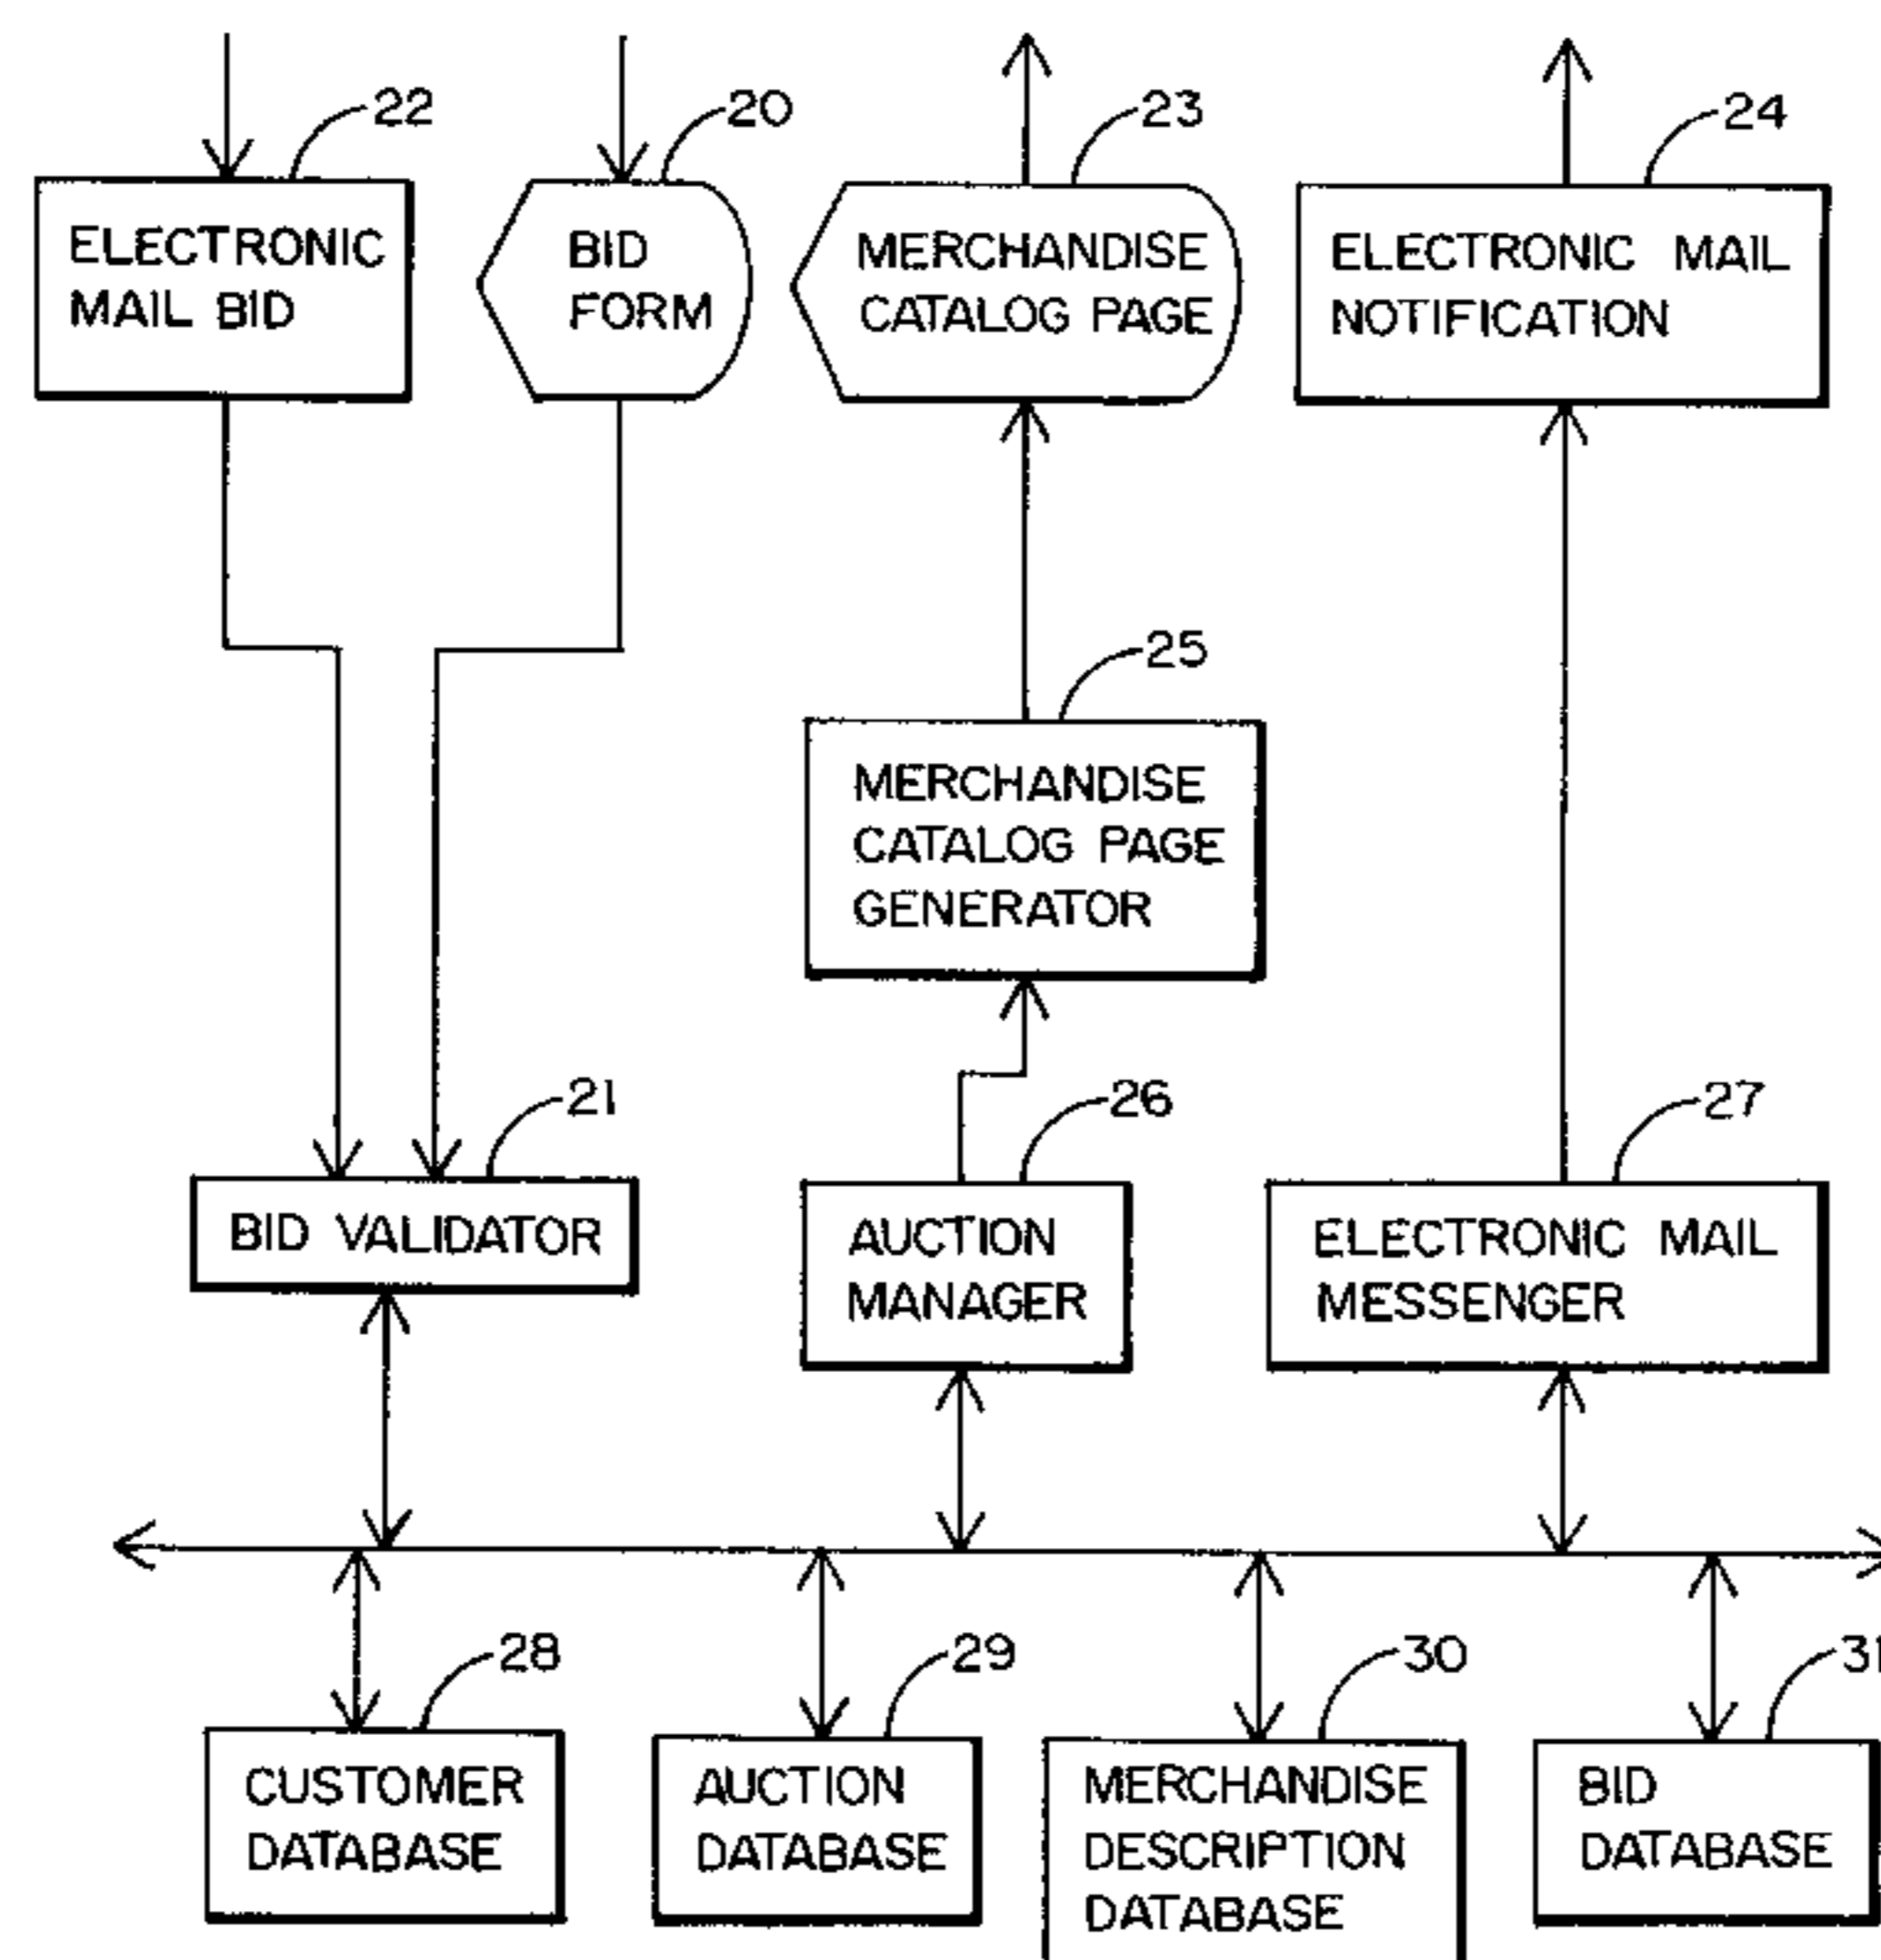 22
20
23
24
ELECTRONIC
MAIL BID
BID
FORM
MERCHANDISE
CATALOG PAGE
ELECTRONIC MAIL
NOTIFICATION
25
MERCHANDISE
CATALOG PAGE
GENERATOR
21
26
27
BID VALIDATOR
AUCTION
MANAGER
ELECTRONIC MAIL
MESSENGER
28
29
30
31
CUSTOMER
DATABASE
AUCTION
DATABASE
MERCHANDISE
DESCRIPTION
DATABASE
BID
DATABASE